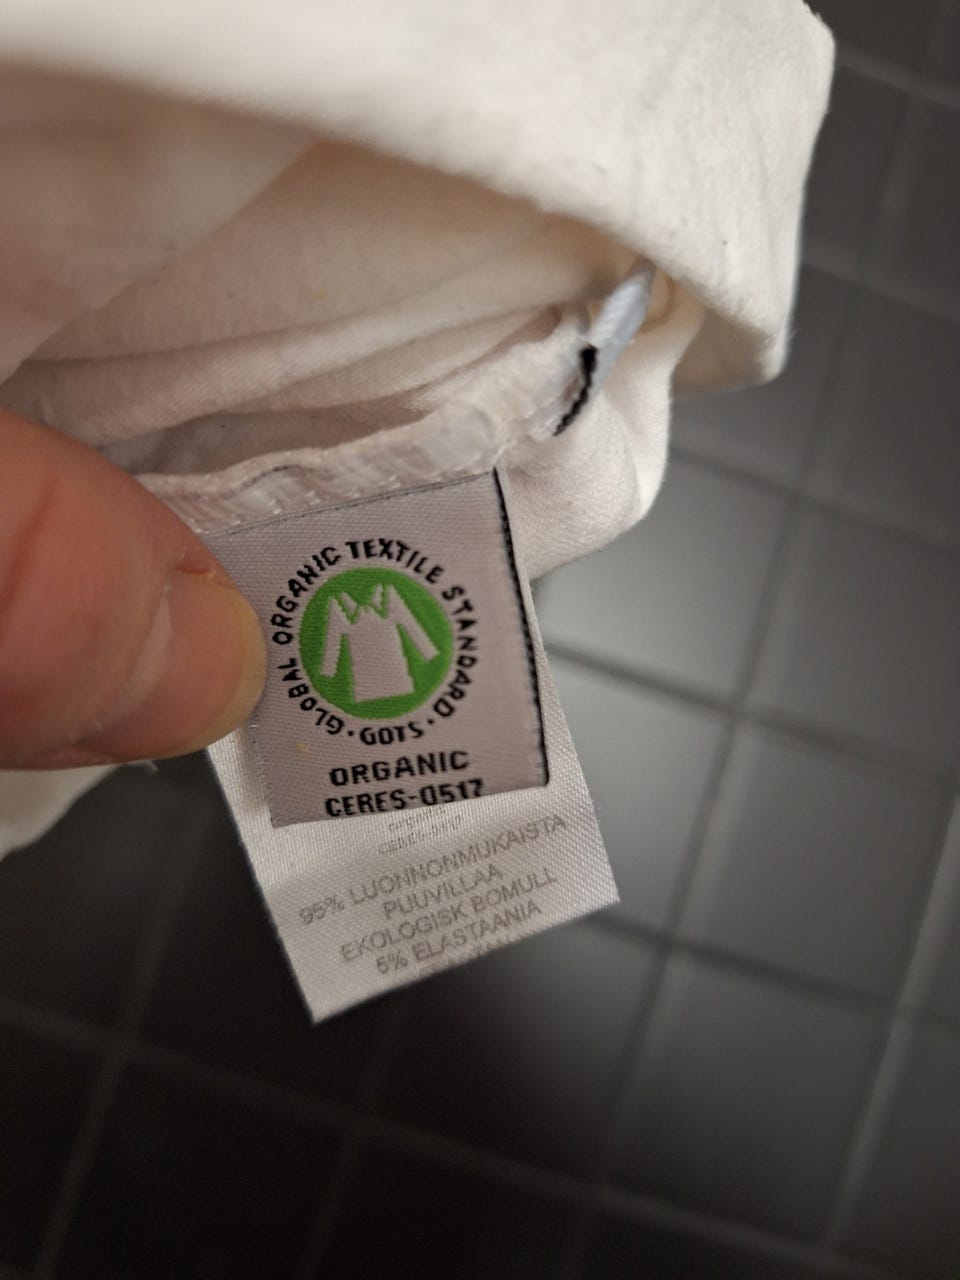 GLOBAL ORGANIC TEXTILE STANDARD · GOTS ·
ORGANIC
CERES-0517
95% LUONNONMUKAISTA
PUUVILLAA
EKOLOGISK BOMULL
5% ELASTAANIA